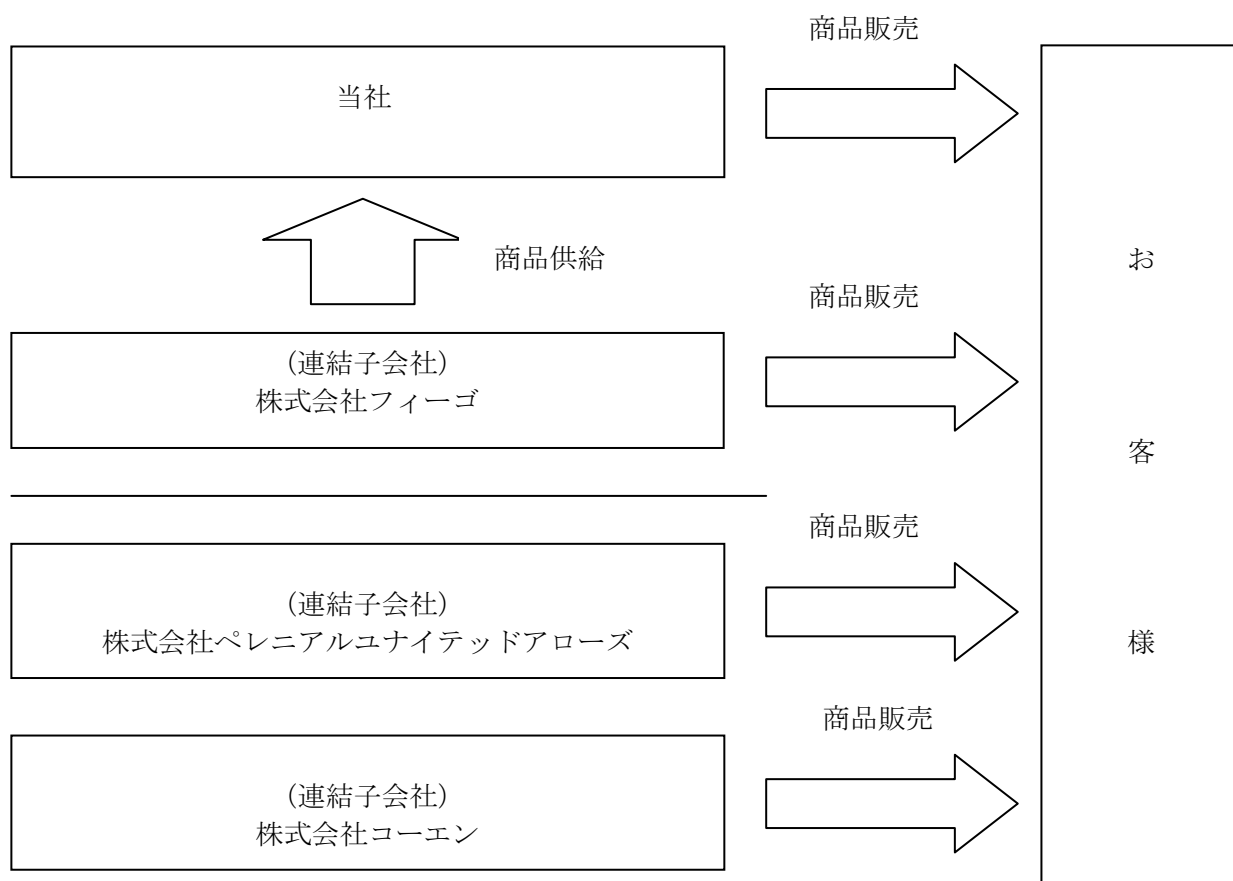 商品販売
当社
商品供給
商品販売
(連結子会社)
株式会社フィーゴ
商品販売
(連結子会社)
株式会社ペレニアルユナイテッドアローズ
商品販売
(連結子会社)
株式会社コーエン
お
客
様